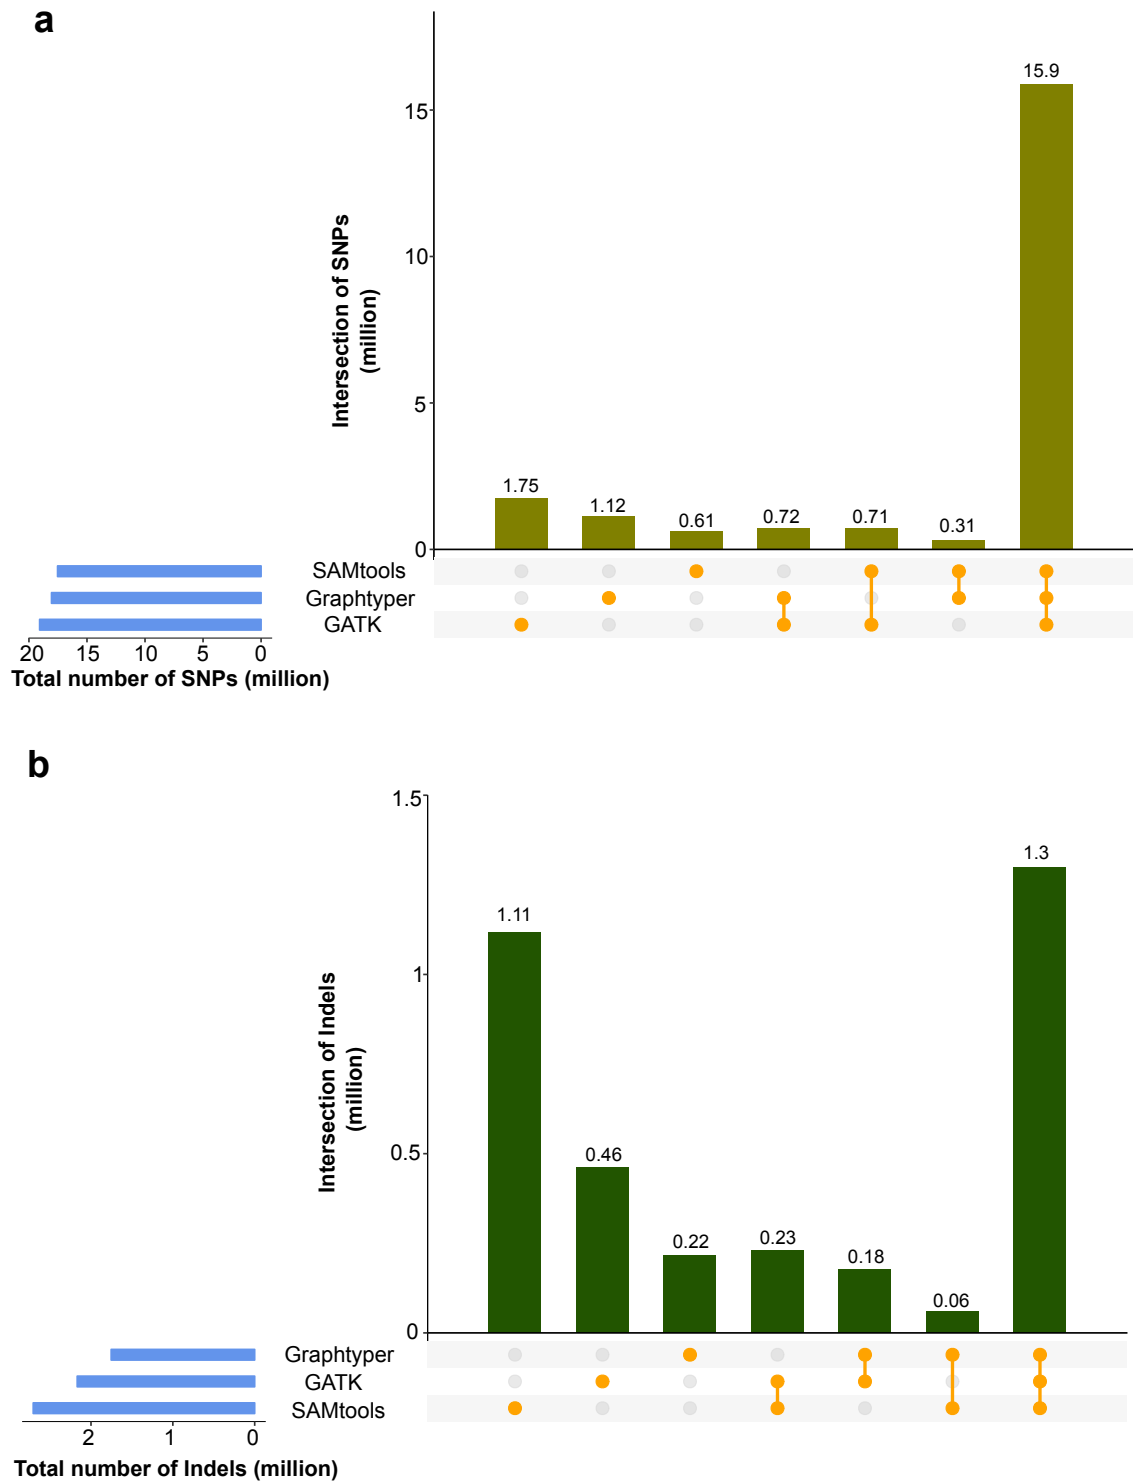 a
15.9
15
10
5
0
Intersection of SNPs
(million)
1.75
1.12
0.61
0.72
0.71
0.31
SAMtools
Graphtyper
GATK
20 15 10 5 0
Total number of SNPs (million)
b
1.5
1
0.5
0
Intersection of Indels
(million)
1.11
0.46
0.22
0.23
0.18
0.06
1.3
Graphtyper
GATK
SAMtools
2 1 0
Total number of Indels (million)